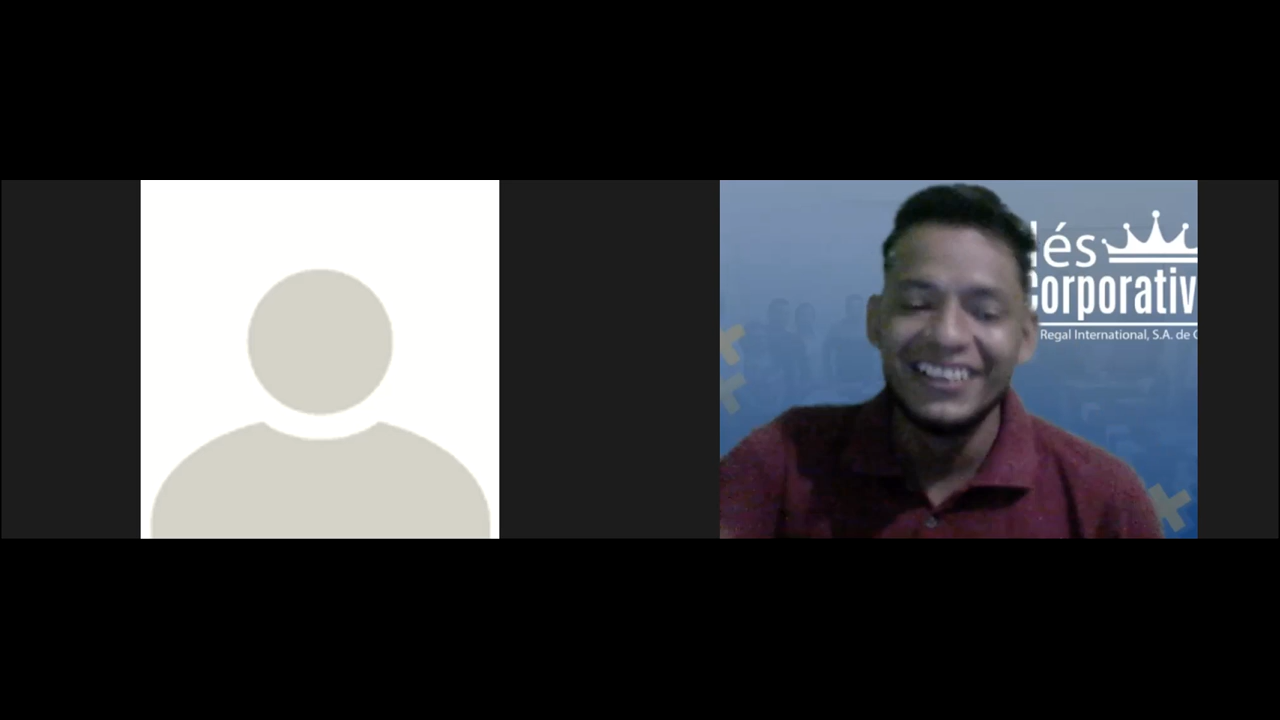 lés
Corporativ
Regal International, S.A. de C